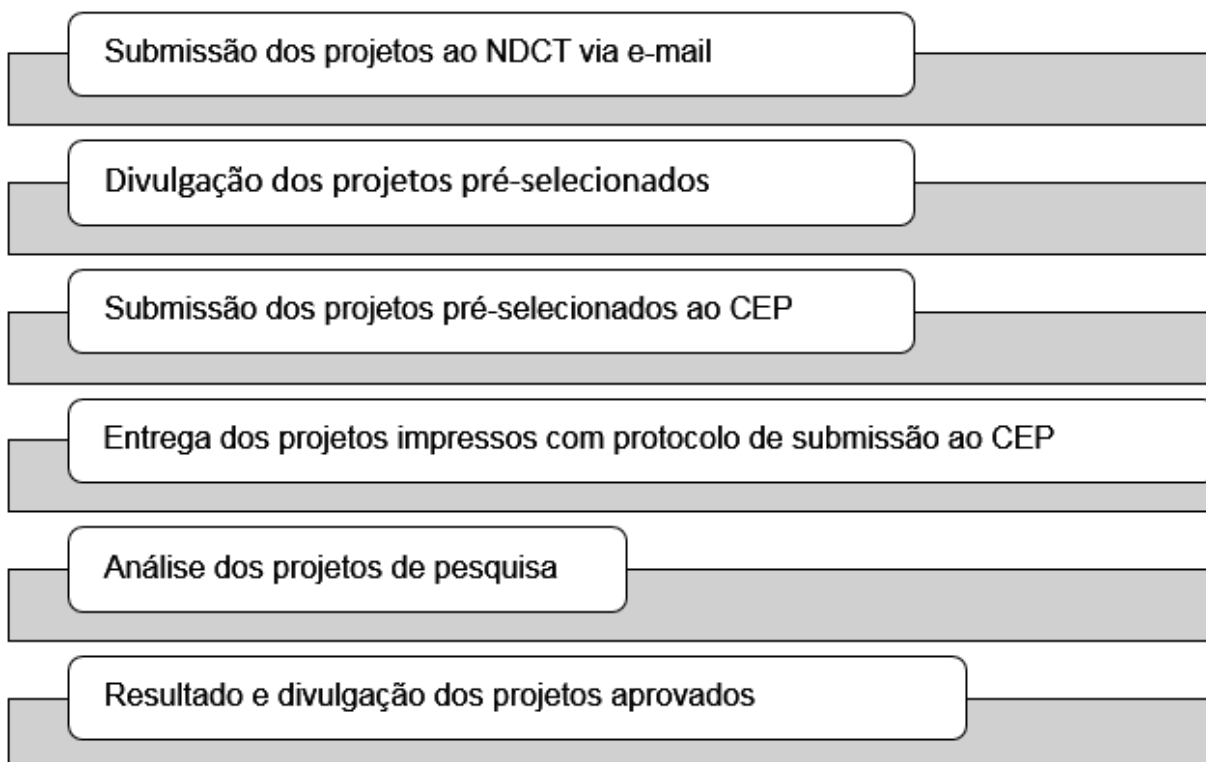 Submissão dos projetos ao NDCT via e-mail
Divulgação dos projetos pré-selecionados
Submissão dos projetos pré-selecionados ao CEP
Entrega dos projetos impressos com protocolo de submissão ao CEP
Análise dos projetos de pesquisa
Resultado e divulgação dos projetos aprovados